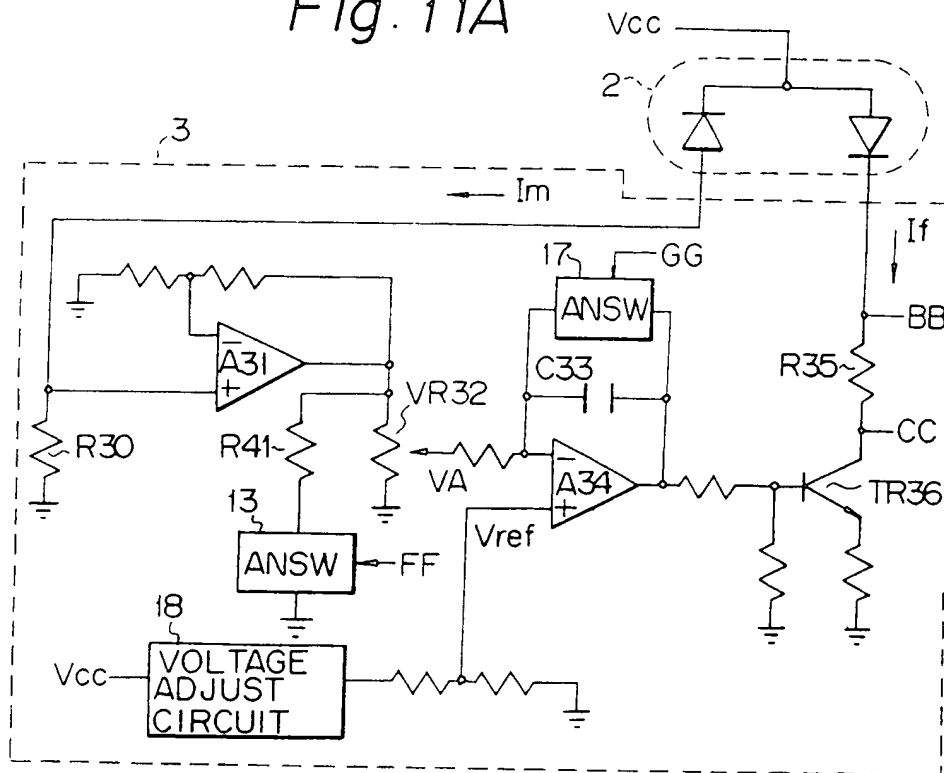 Fig. 11A
Vcc
2
3
Im
If
17
GG
ANSW
BB
A31
−
+
C33
R35
VR32
CC
R30
R41
VA
−
A34
+
TR36
13
Vref
ANSW
FF
18
Vcc
VOLTAGE
ADJUST
CIRCUIT